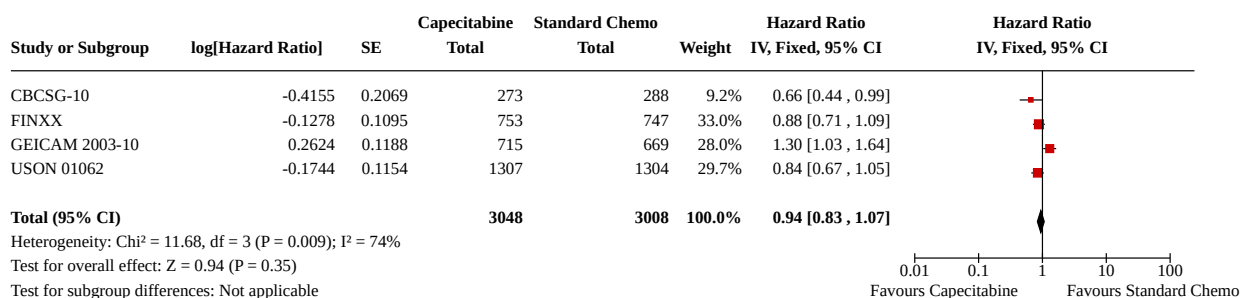 Capecitabine Standard Chemo Hazard Ratio Hazard Ratio
Study or Subgroup log[Hazard Ratio] SE Total Total Weight IV, Fixed, 95% CI IV, Fixed, 95% CI
CBCSG-10 -0.4155 0.2069 273 288 9.2% 0.66 [0.44 , 0.99]
FINXX -0.1278 0.1095 753 747 33.0% 0.88 [0.71 , 1.09]
GEICAM 2003-10 0.2624 0.1188 715 669 28.0% 1.30 [1.03 , 1.64]
USON 01062 -0.1744 0.1154 1307 1304 29.7% 0.84 [0.67 , 1.05]
Total (95% CI) 3048 3008 100.0% 0.94 [0.83 , 1.07]
Heterogeneity: Chi² = 11.68, df = 3 (P = 0.009); I² = 74%
Test for overall effect: Z = 0.94 (P = 0.35) 0.01 0.1 1 10 100
Test for subgroup differences: Not applicable Favours Capecitabine Favours Standard Chemo